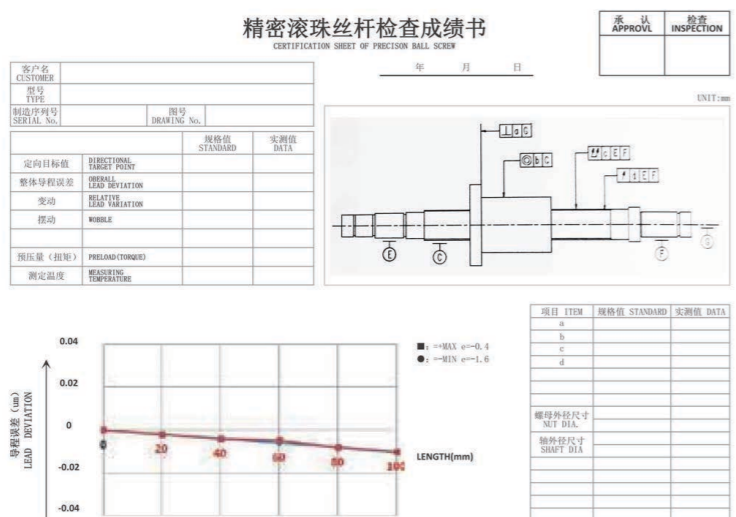 精密滚珠丝杆检查成绩书
CERTIFICATION SHEET OF PRECISON BALL SCREW
年 月 日
承 认
APPROVL
检查
INSPECTION
UNIT:mm
客户名
CUSTOMER
型号
TYPE
制造序列号
SERIAL No.
图号
DRAWING No.
规格值
STANDARD
实测值
DATA
定向目标值
DIRECTIONAL
TARGET POINT
整体导程误差
OBERALL
LEAD DEVIATION
变动
RELATIVE
LEAD VARIATION
摆动
WOBBLE
预压量（扭矩）
PRELOAD(TORQUE)
测定温度
MEASURING
TEMPERATURE
⊥ a G
◎ b C
c E F
E F
E
C
F
G
项目 ITEM 规格值 STANDARD 实测值 DATA
a
b
c
d
螺母外径尺寸
NUT DIA.
轴外径尺寸
SHAFT DIA
■: =+MAX e=-0.4
●: =-MIN e=-1.6
导程误差 (um)
LEAD DEVIATION
0.04
0.02
0
-0.02
-0.04
0 20 40 60 80 100
LENGTH(mm)